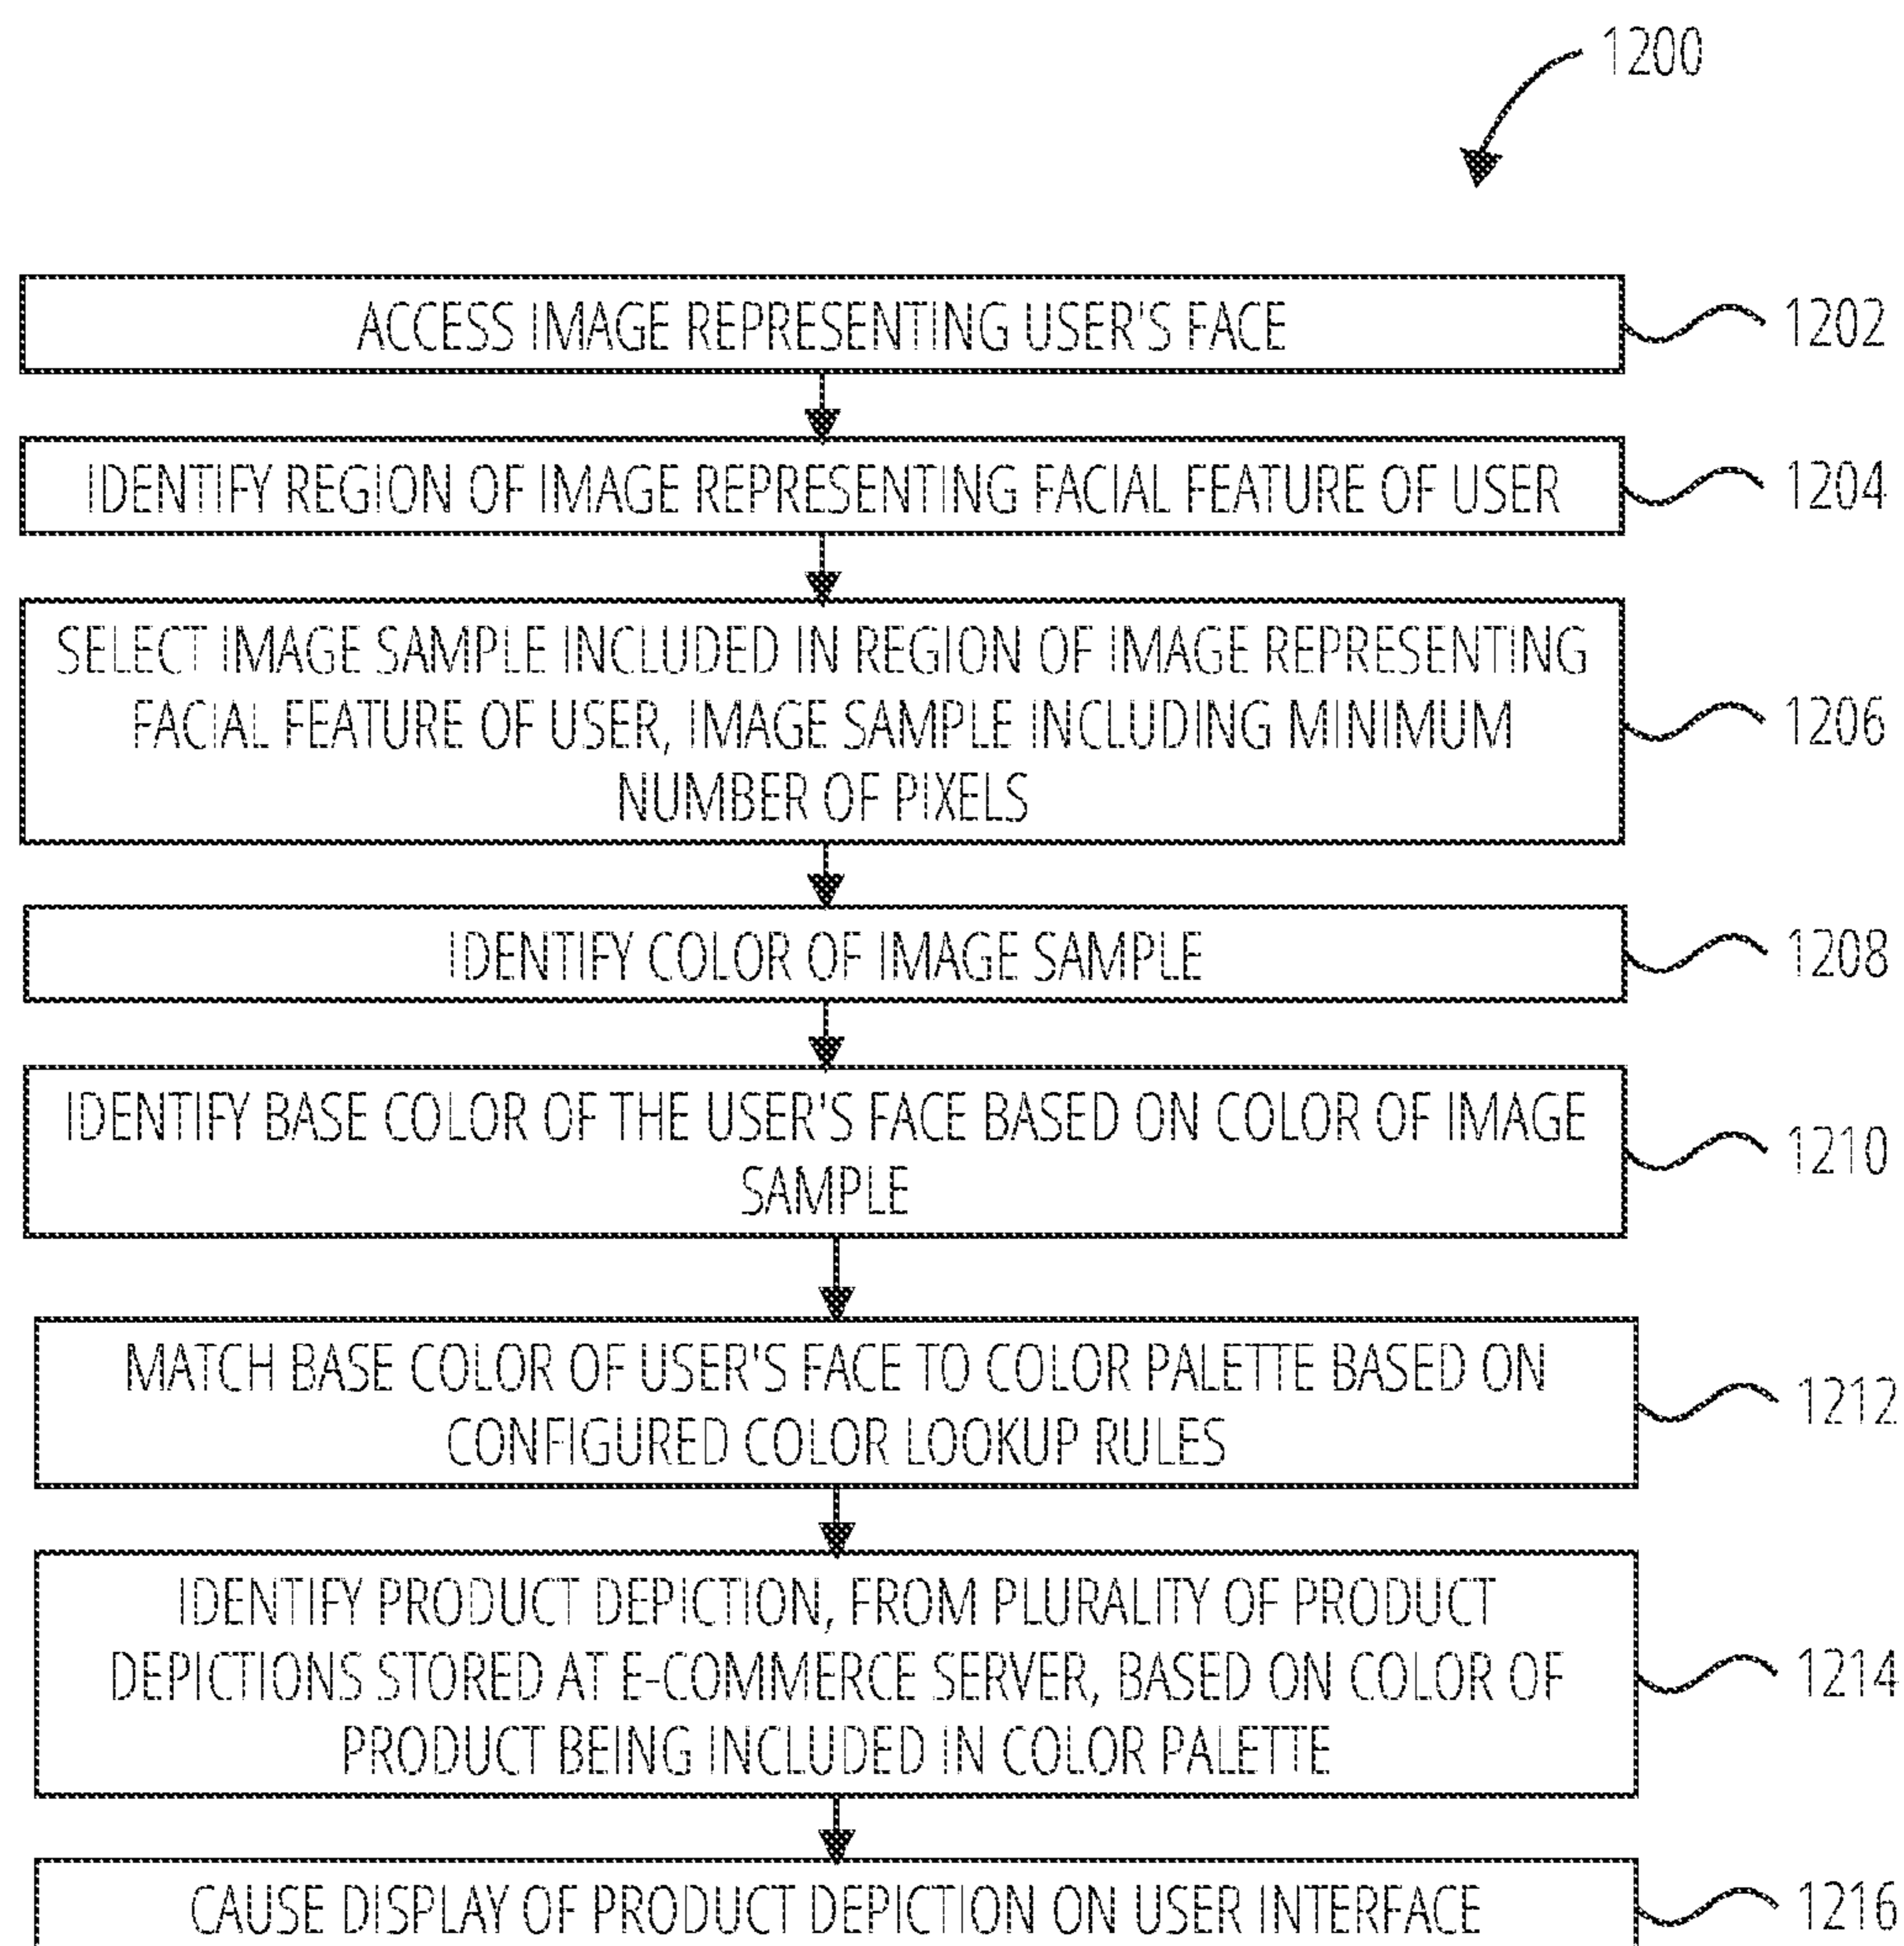 1200
ACCESS IMAGE REPRESENTING USER'S FACE
1202
IDENTIFY REGION OF IMAGE REPRESENTING FACIAL FEATURE OF USER
1204
SELECT IMAGE SAMPLE INCLUDED IN REGION OF IMAGE REPRESENTING
FACIAL FEATURE OF USER, IMAGE SAMPLE INCLUDING MINIMUM
NUMBER OF PIXELS
1206
IDENTIFY COLOR OF IMAGE SAMPLE
1208
IDENTIFY BASE COLOR OF THE USER'S FACE BASED ON COLOR OF IMAGE
SAMPLE
1210
MATCH BASE COLOR OF USER'S FACE TO COLOR PALETTE BASED ON
CONFIGURED COLOR LOOKUP RULES
1212
IDENTIFY PRODUCT DEPICTION, FROM PLURALITY OF PRODUCT
DEPICTIONS STORED AT E-COMMERCE SERVER, BASED ON COLOR OF
PRODUCT BEING INCLUDED IN COLOR PALETTE
1214
CAUSE DISPLAY OF PRODUCT DEPICTION ON USER INTERFACE
1216